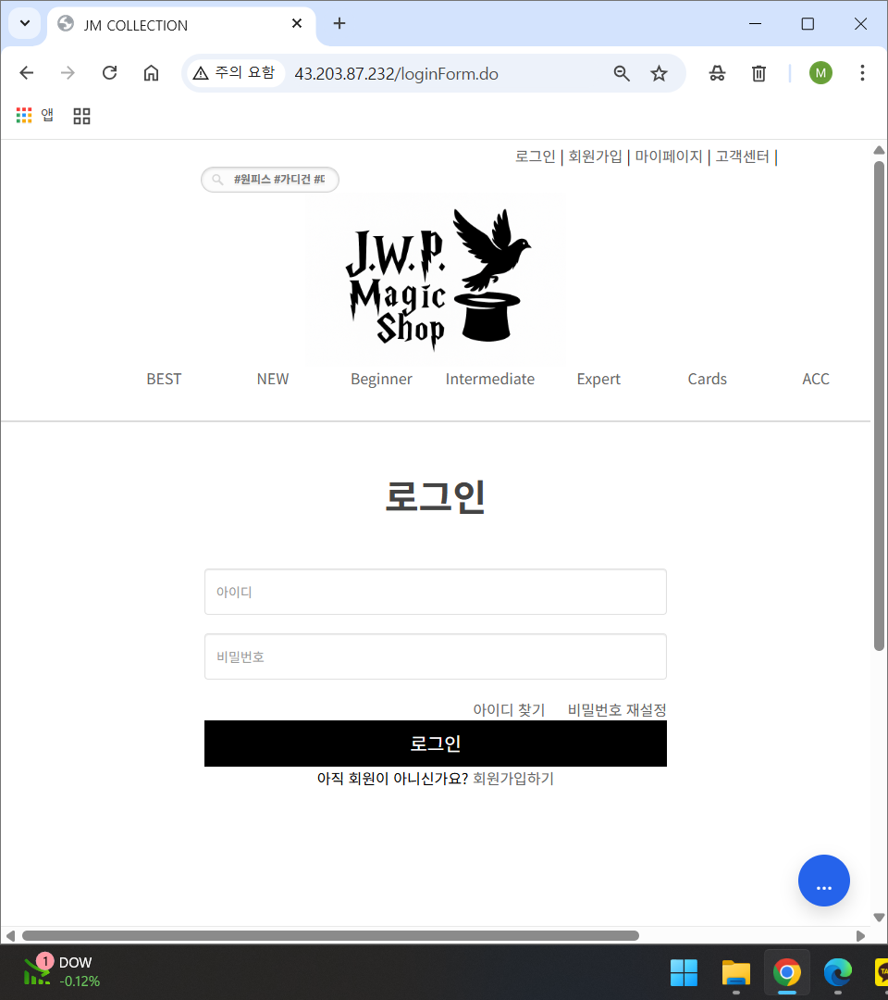 JM COLLECTION
주의 요함
43.203.87.232/loginForm.do
M
앱
로그인 | 회원가입 | 마이페이지 | 고객센터 |
#원피스 #가디건
J.W.P.
Magic
Shop
BEST NEW Beginner Intermediate Expert Cards ACC
로그인
아이디
비밀번호
아이디 찾기 비밀번호 재설정
로그인
아직 회원이 아니신가요? 회원가입하기
...
1
DOW
-0.12%